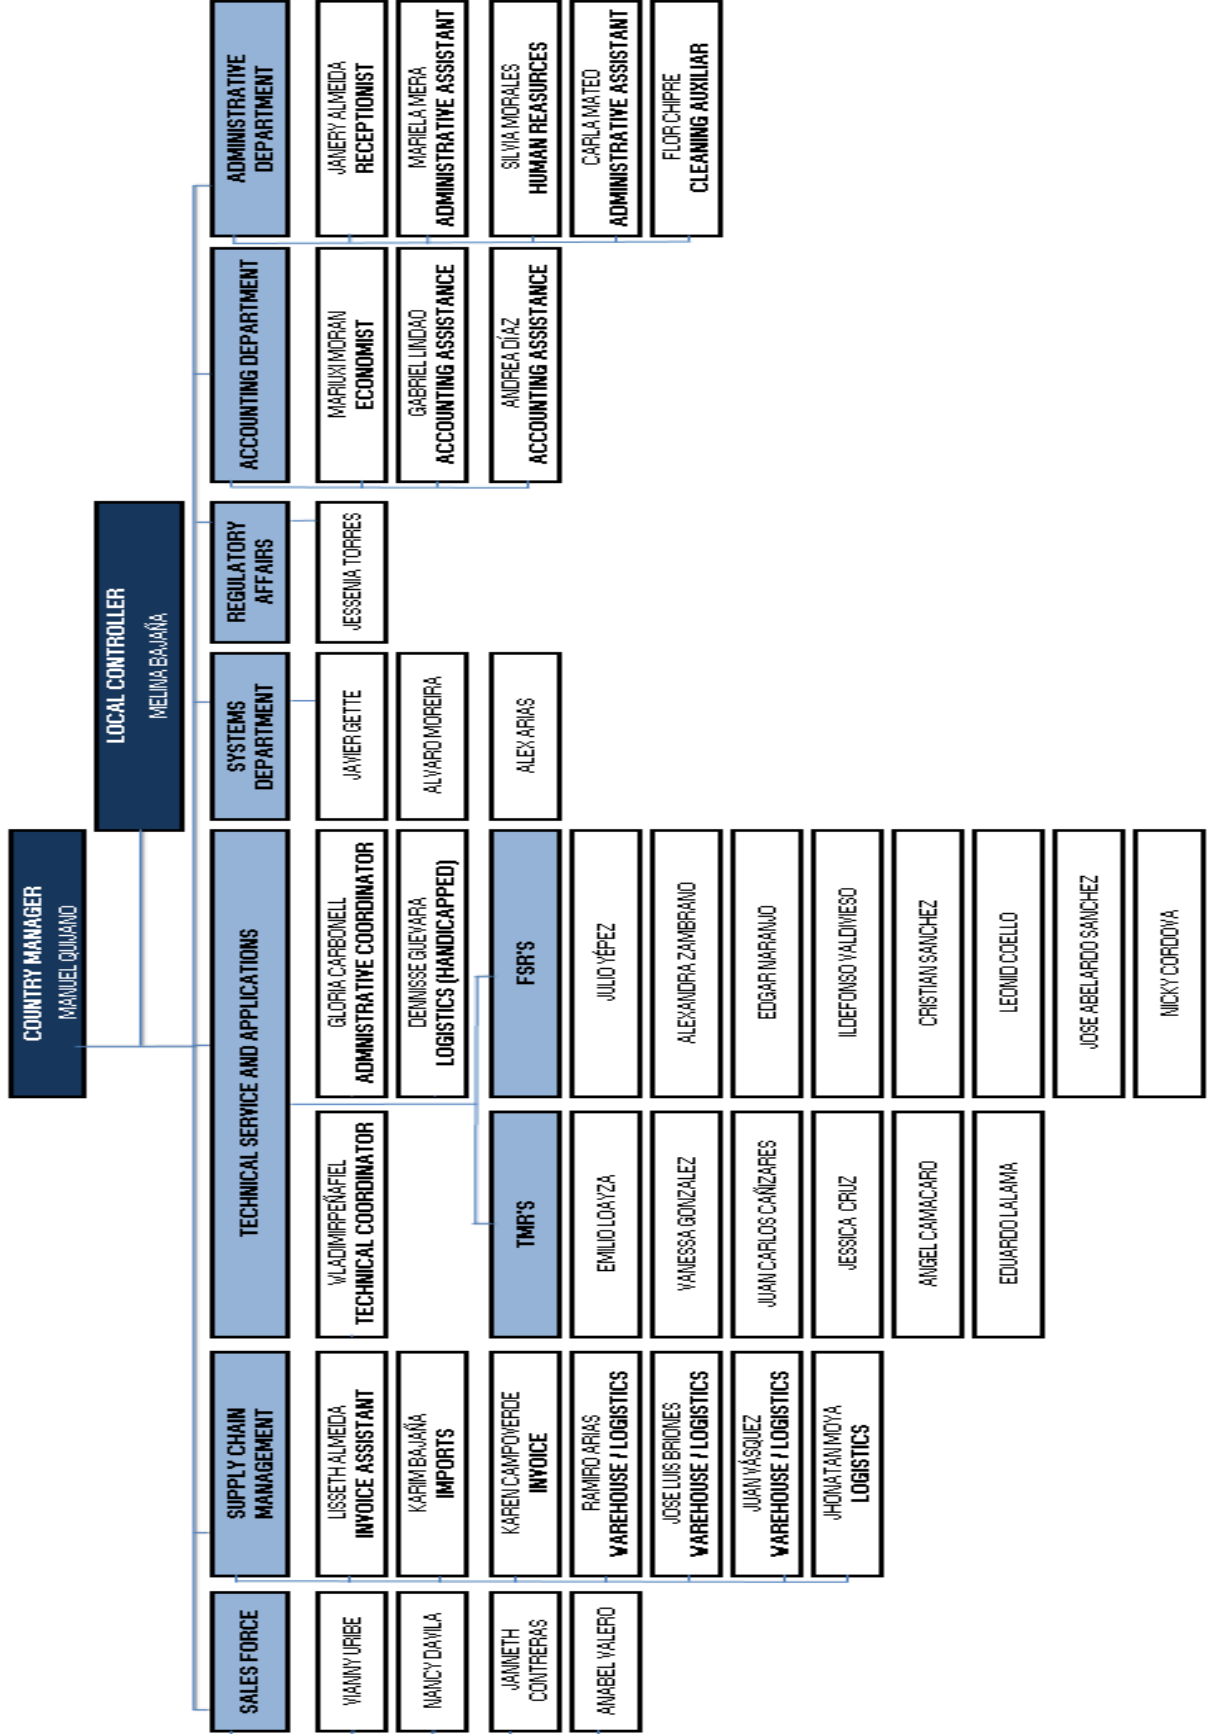 COUNTRY MANAGER
MANUEL QUIJANO
LOCAL CONTROLLER
MELINA BAJAÑA
SALES FORCE
VIANNY URIBE
NANCY DAVILA
JANNETH
CONTRERAS
ANABEL VALERO
SUPPLY CHAIN
MANAGEMENT
LISSETH ALMEIDA
INVOICE ASSISTANT
KARIM BAJAÑA
IMPORTS
KAREN CAMPOVERDE
INVOICE
RAMIRO ARIAS
WAREHOUSE / LOGISTICS
JOSE LUIS BRIONES
WAREHOUSE / LOGISTICS
JUAN VÁSQUEZ
WAREHOUSE / LOGISTICS
JHONATAN MOYA
LOGISTICS
TECHNICAL SERVICE AND APPLICATIONS
VLADIMIR PEÑAFIEL
TECHNICAL COORDINATOR
GLORIA CARBONELL
ADMNISTRATIVE COORDINATOR
DENNISSE GUEVARA
LOGISTICS (HANDICAPPED)
TMR'S
EMILIO LOAYZA
VANESSA GONZALEZ
JUAN CARLOS CAÑIZARES
JESSICA CRUZ
ANGEL CAMACARO
EDUARDO LALAMA
FSR'S
JULIO YÉPEZ
ALEXANDRA ZAMBRANO
EDGAR NARANJO
ILDEFONSO VALDIVIESO
CRISTIAN SANCHEZ
LEONID COELLO
JOSE ABELARDO SANCHEZ
NICKY CORDOVA
SYSTEMS
DEPARTMENT
JAVIER GETTE
ALVARO MOREIRA
ALEX ARIAS
REGULATORY
AFFAIRS
JESSENIA TORRES
ACCOUNTING DEPARTMENT
MARIUXI MORAN
ECONOMIST
GABRIEL LINDAO
ACCOUNTING ASSISTANCE
ANDREA DÍAZ
ACCOUNTING ASSISTANCE
ADMINISTRATIVE
DEPARTMENT
JANERY ALMEIDA
RECEPTIONIST
MARIELA MERA
ADMINISTRATIVE ASSISTANT
SILVIA MORALES
HUMAN REASURCES
CARLA MATEO
ADMINISTRATIVE ASSISTANT
FLOR CHIPRE
CLEANING AUXILIAR